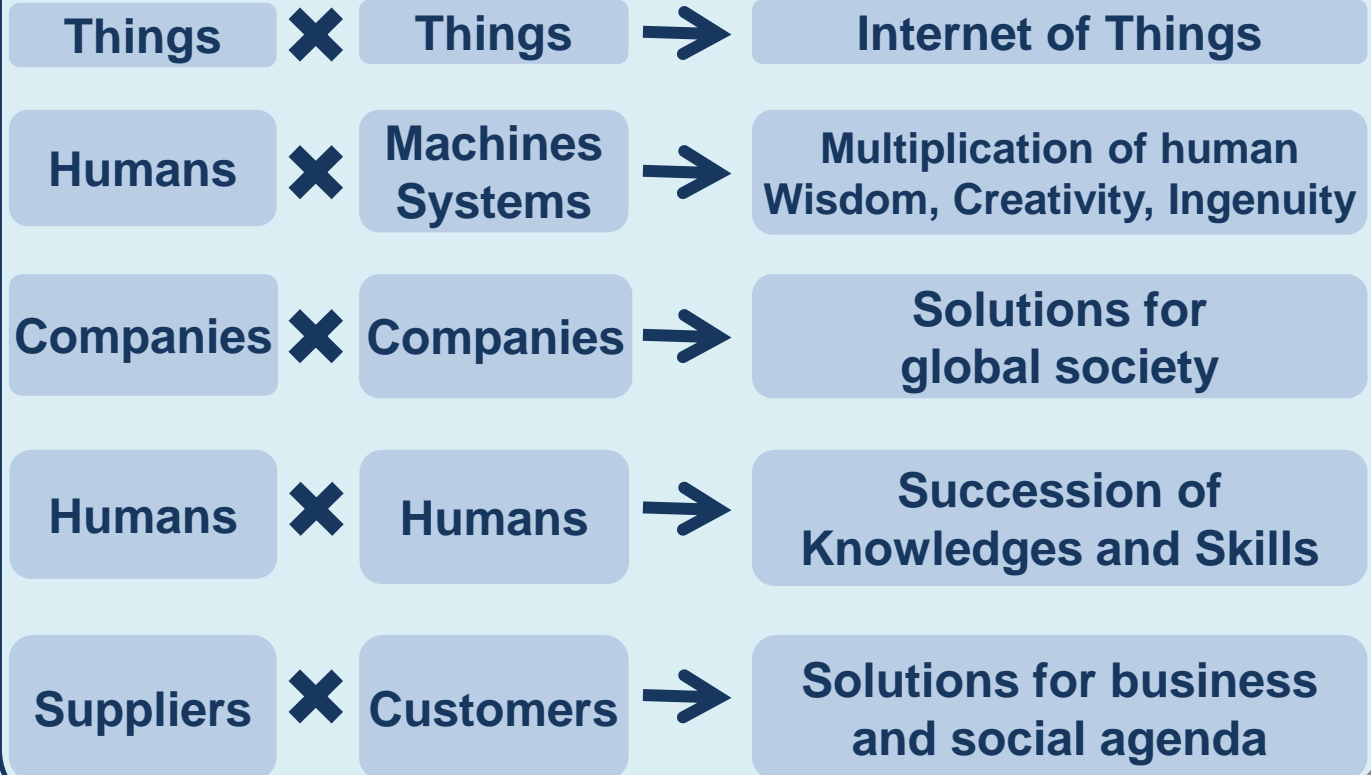 Things ✖ Things → Internet of Things
Humans ✖ Machines → Multiplication of human
Systems Wisdom, Creativity, Ingenuity
Companies ✖ Companies → Solutions for
global society
Humans ✖ Humans → Succession of
Knowledges and Skills
Suppliers ✖ Customers → Solutions for business
and social agenda